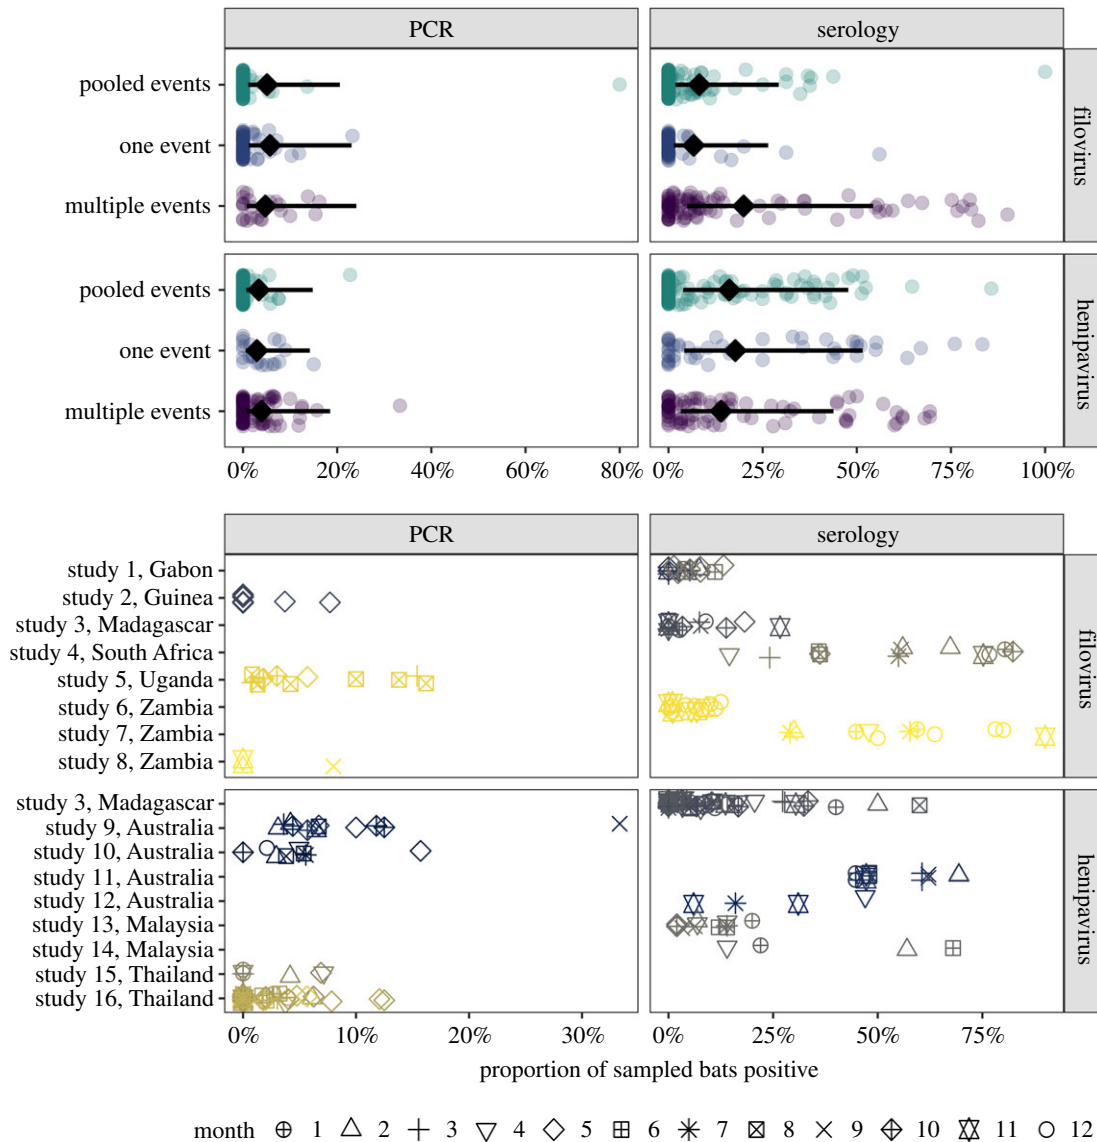 PCR serology
pooled events
one event
multiple events
filovirus
pooled events
one event
multiple events
henipavirus
0% 20% 40% 60% 80% 0% 25% 50% 75% 100%
PCR serology
study 1, Gabon
study 2, Guinea
study 3, Madagascar
study 4, South Africa
study 5, Uganda
study 6, Zambia
study 7, Zambia
study 8, Zambia
filovirus
study 3, Madagascar
study 9, Australia
study 10, Australia
study 11, Australia
study 12, Australia
study 13, Malaysia
study 14, Malaysia
study 15, Thailand
study 16, Thailand
henipavirus
0% 10% 20% 30% 0% 25% 50% 75%
proportion of sampled bats positive
month 1 2 3 4 5 6 7 8 9 10 11 12